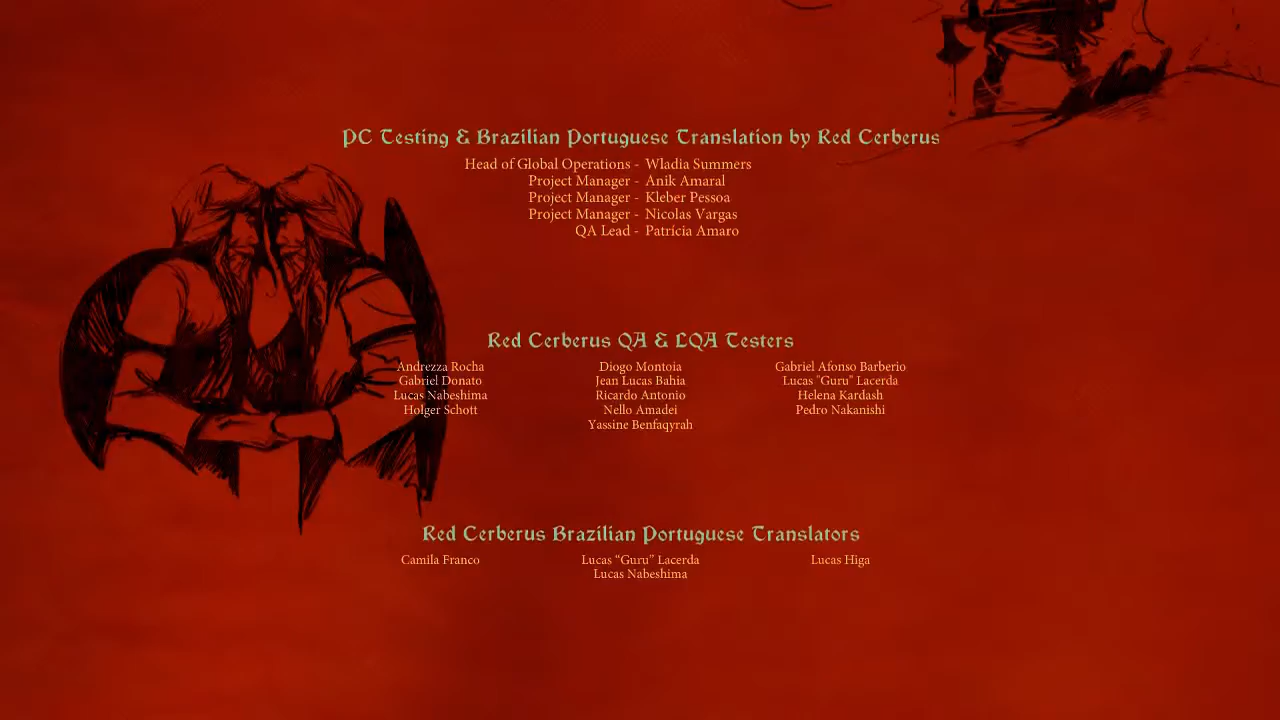 PC Testing & Brazilian Portuguese Translation by Red Cerberus
Head of Global Operations - Wladia Summers
Project Manager - Anik Amaral
Project Manager - Kleber Pessoa
Project Manager - Nicolas Vargas
QA Lead - Patrícia Amaro
Red Cerberus QA & LQA Testers
Andrezza Rocha Diogo Montoia Gabriel Afonso Barberio
Gabriel Donato Jean Lucas Bahia Lucas "Guru" Lacerda
Lucas Nabeshima Ricardo Antonio Helena Kardash
Holger Schott Nello Amadei Pedro Nakanishi
Yassine Benfaqyrah
Red Cerberus Brazilian Portuguese Translators
Camila Franco Lucas “Guru” Lacerda Lucas Higa
Lucas Nabeshima